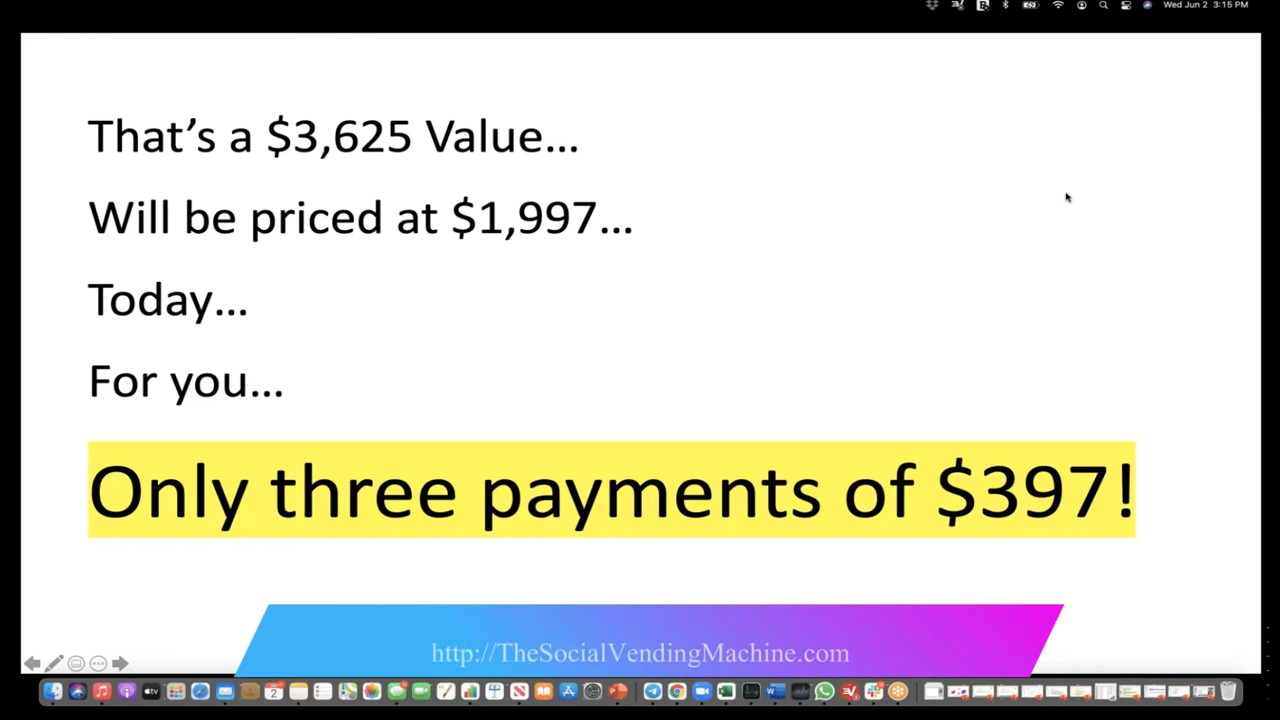 Wed Jun 2 3:15 PM
That's a $3,625 Value...
Will be priced at $1,997...
Today...
For you...
Only three payments of $397!
http://TheSocialVendingMachine.com